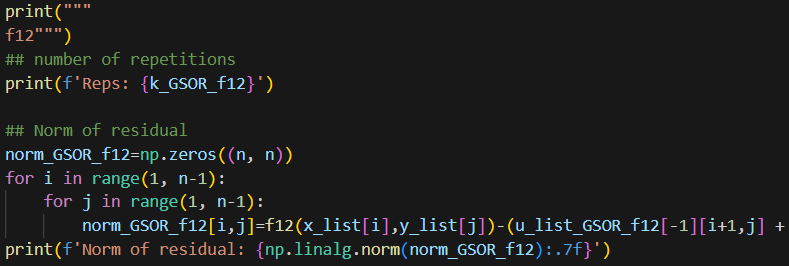 print("""
f12""")
## number of repetitions
print(f'Reps: {k_GSOR_f12}')

## Norm of residual
norm_GSOR_f12=np.zeros((n, n))
for i in range(1, n-1):
    for j in range(1, n-1):
        norm_GSOR_f12[i,j]=f12(x_list[i],y_list[j])-(u_list_GSOR_f12[-1][i+1,j] +
print(f'Norm of residual: {np.linalg.norm(norm_GSOR_f12):.7f}')